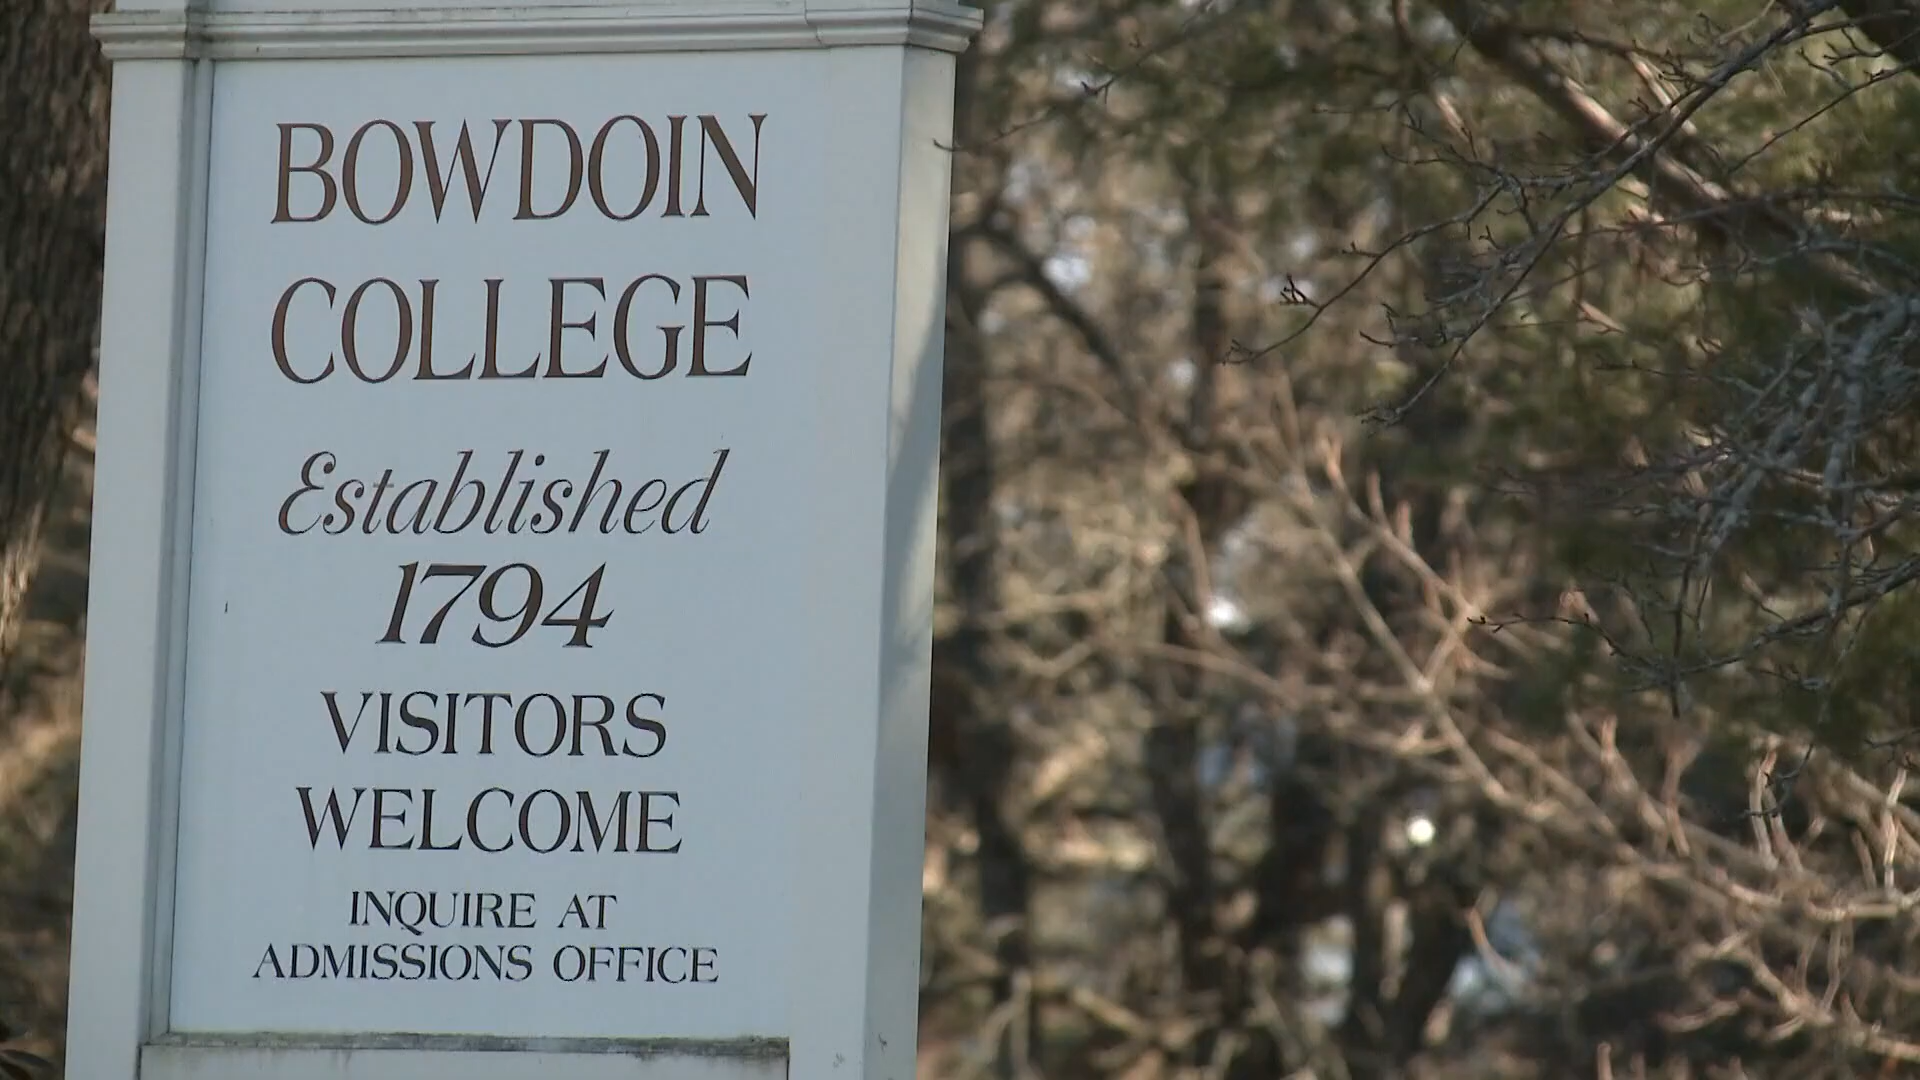 BOWDOIN
COLLEGE
Established
1794
VISITORS
WELCOME
INQUIRE AT
ADMISSIONS OFFICE